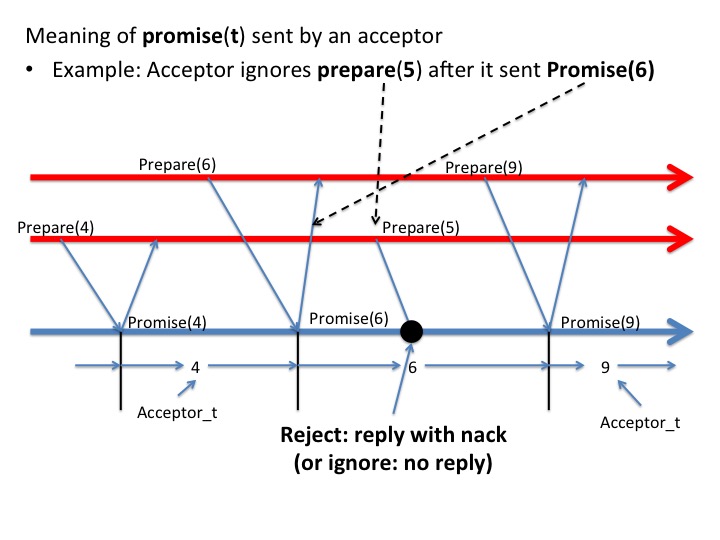 Meaning of promise(t) sent by an acceptor
• Example: Acceptor ignores prepare(5) after it sent Promise(6)
Prepare(6)
Prepare(9)
Prepare(4)
Prepare(5)
Promise(4)
Promise(6)
Promise(9)
4
6
9
Acceptor_t
Acceptor_t
Reject: reply with nack
(or ignore: no reply)